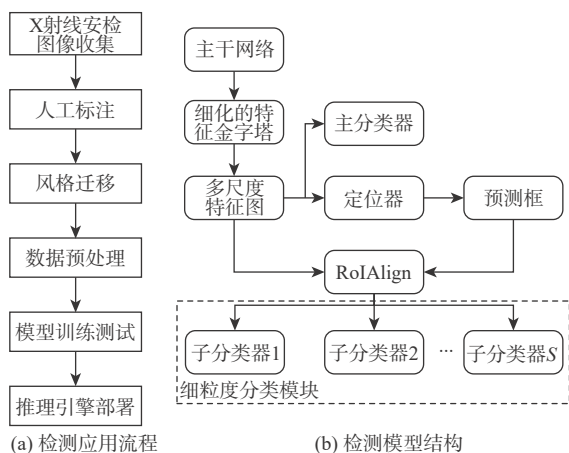 X射线安检
图像收集
人工标注
风格迁移
数据预处理
模型训练测试
推理引擎部署
(a) 检测应用流程
主干网络
细化的特
征金字塔
主分类器
多尺度
特征图
定位器
预测框
RoIAlign
子分类器1
子分类器2
···
子分类器S
细粒度分类模块
(b) 检测模型结构